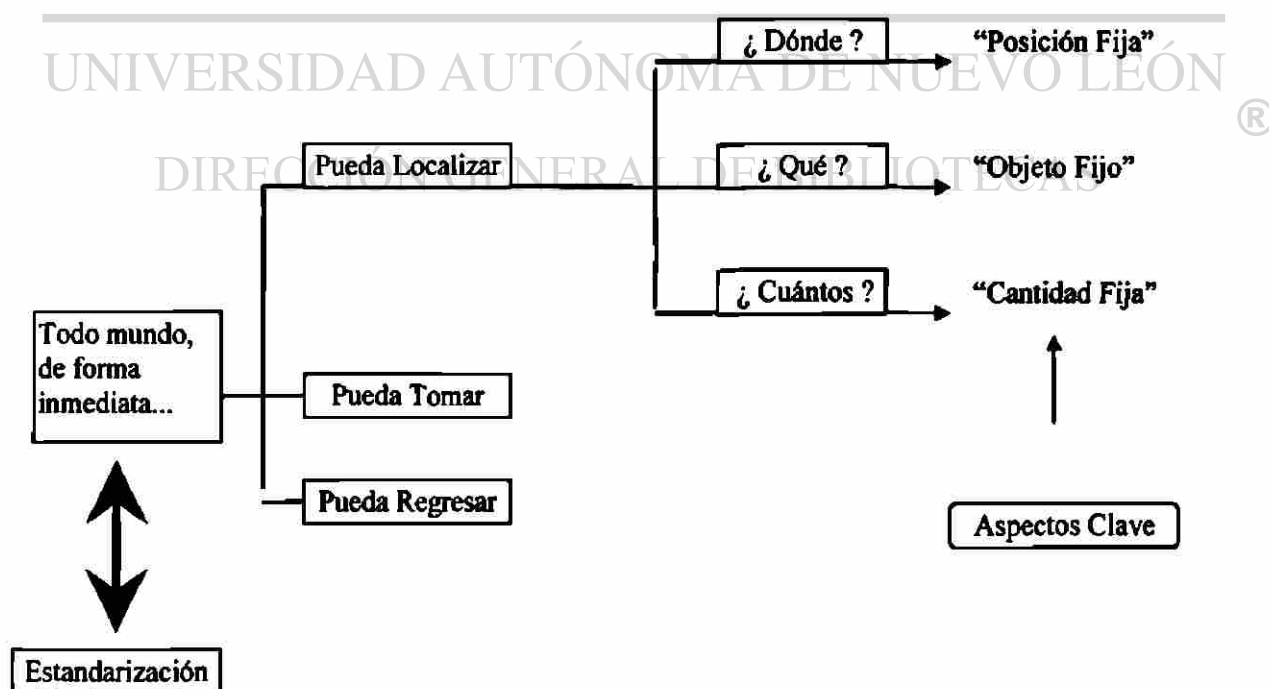 ¿ Dónde ?
“Posición Fija”
UNIVERSIDAD AUTÓNOMA DE NUEVO LEÓN
®
Pueda Localizar
¿ Qué ?
“Objeto Fijo”
DIRECCIÓN GENERAL DE BIBLIOTECAS
¿ Cuántos ?
“Cantidad Fija”
Todo mundo,
de forma
inmediata...
Pueda Tomar
Pueda Regresar
Aspectos Clave
Estandarización